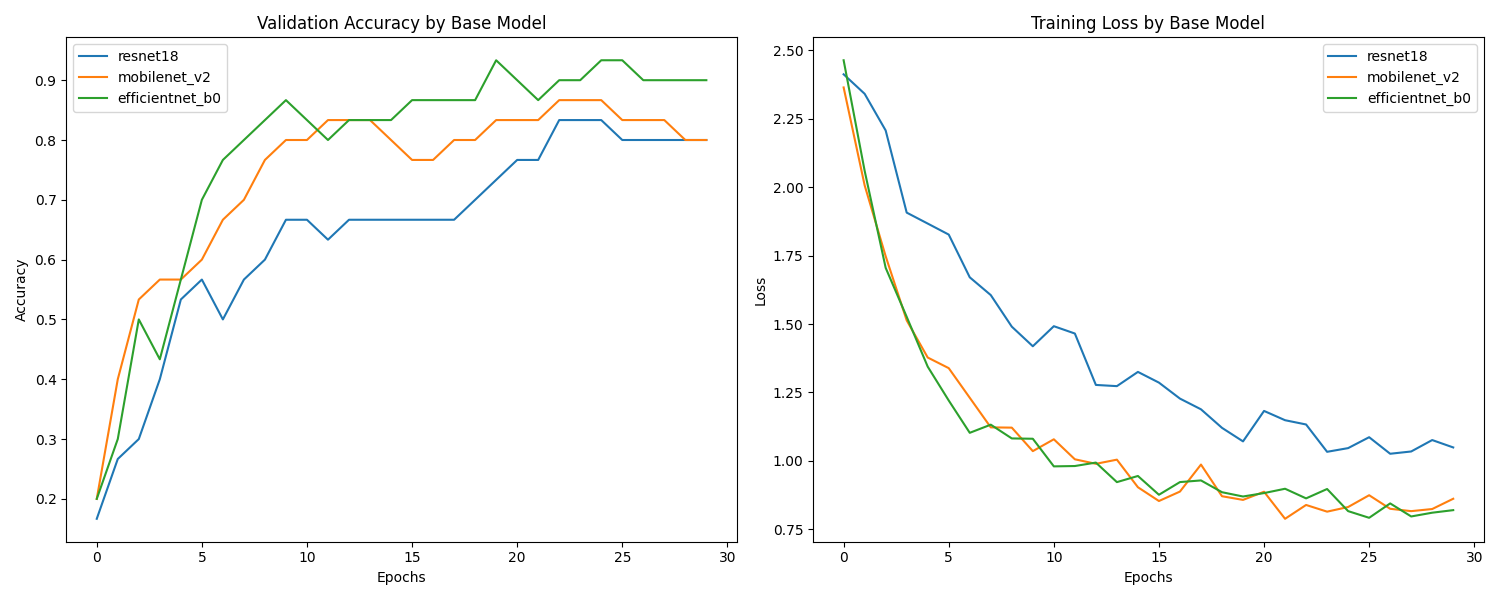 Validation Accuracy by Base Model
resnet18
mobilenet_v2
efficientnet_b0
0.9
0.8
0.7
0.6
0.5
0.4
0.3
0.2
Accuracy
0 5 10 15 20 25 30
Epochs
Training Loss by Base Model
resnet18
mobilenet_v2
efficientnet_b0
2.50
2.25
2.00
1.75
1.50
1.25
1.00
0.75
Loss
0 5 10 15 20 25 30
Epochs